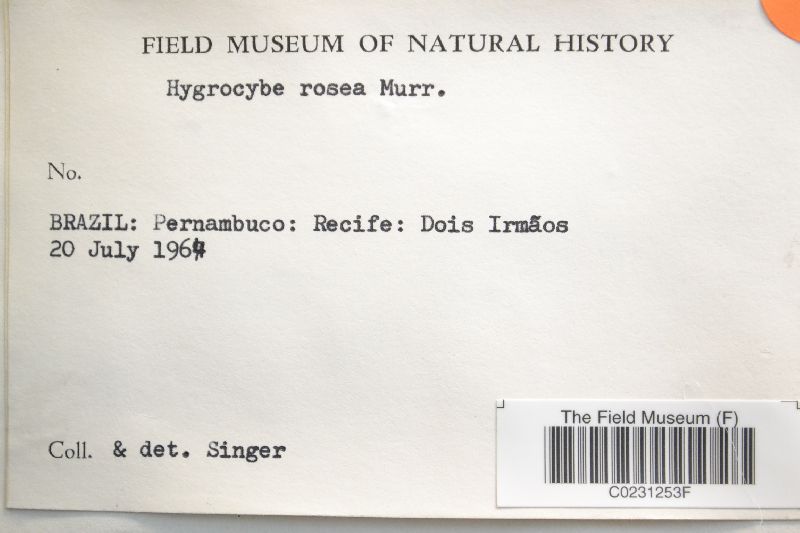 FIELD MUSEUM OF NATURAL HISTORY
Hygrocybe rosea Murr.
No.
BRAZIL: Pernambuco: Recife: Dois Irmãos
20 July 1964
Coll. & det. Singer
The Field Museum (F)
C0231253F